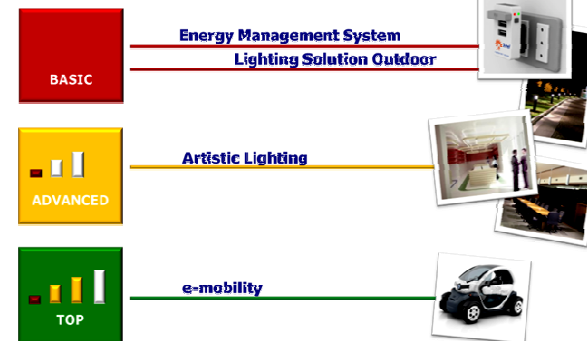 Energy Management System
Lighting Solution Outdoor
BASIC
Artistic Lighting
ADVANCED
e-mobility
TOP